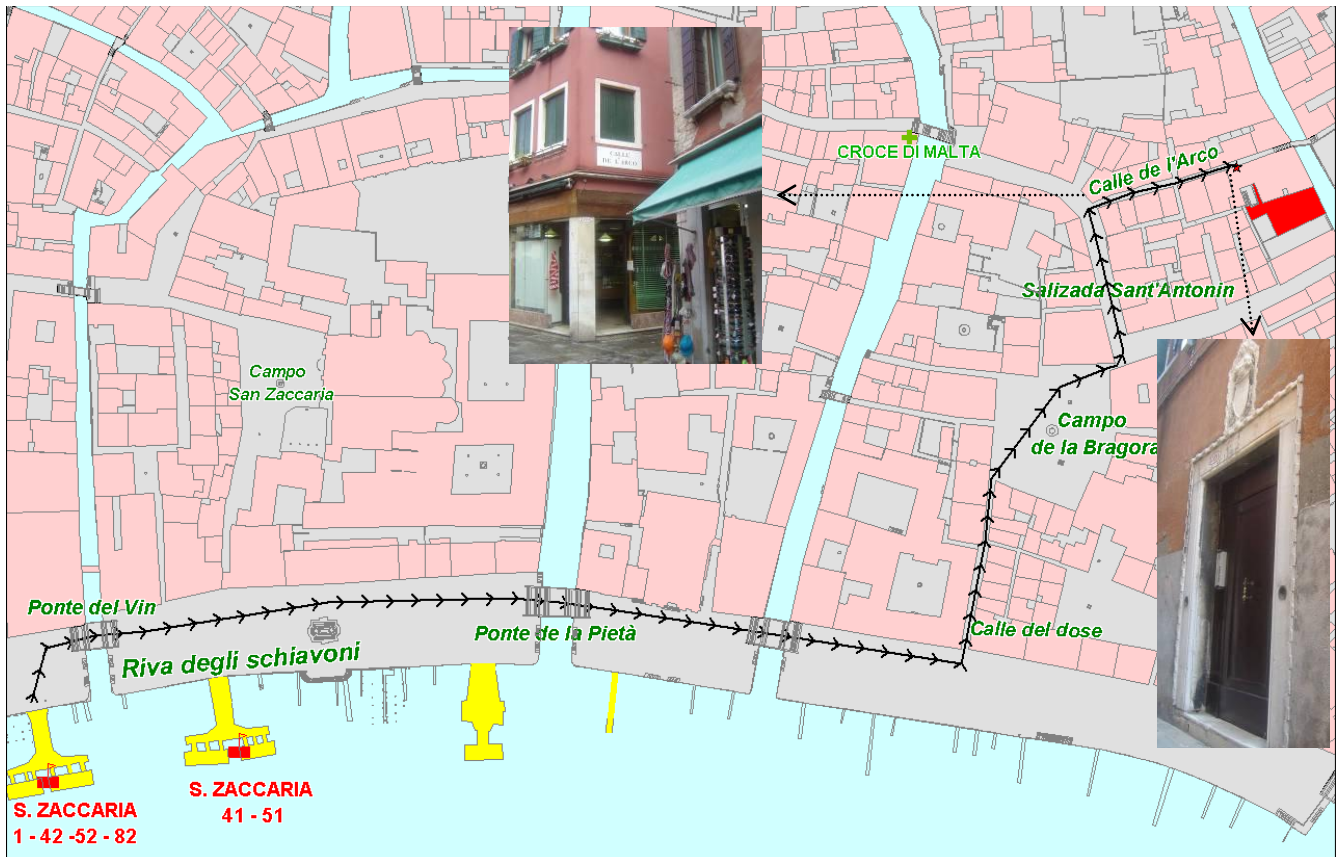 CALLE
DE L'ARCO
CROCE DI MALTA
Calle de l'Arco
Salizada Sant'Antonin
Campo
San Zaccaria
Campo
de la Bragora
Ponte del Vin
Ponte de la Pietà
Calle del dose
Riva degli schiavoni
S. ZACCARIA
41 - 51
S. ZACCARIA
1 - 42 -52 - 82